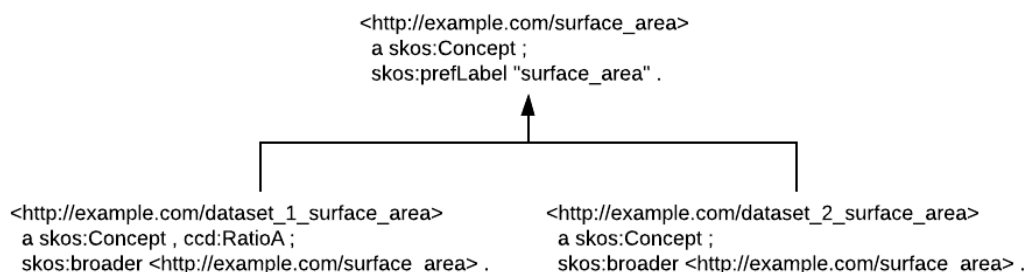 <http://example.com/surface_area>
a skos:Concept ;
skos:prefLabel "surface_area" .
<http://example.com/dataset_1_surface_area>
a skos:Concept , ccd:RatioA ;
skos:broader <http://example.com/surface_area> .
<http://example.com/dataset_2_surface_area>
a skos:Concept ;
skos:broader <http://example.com/surface_area> .